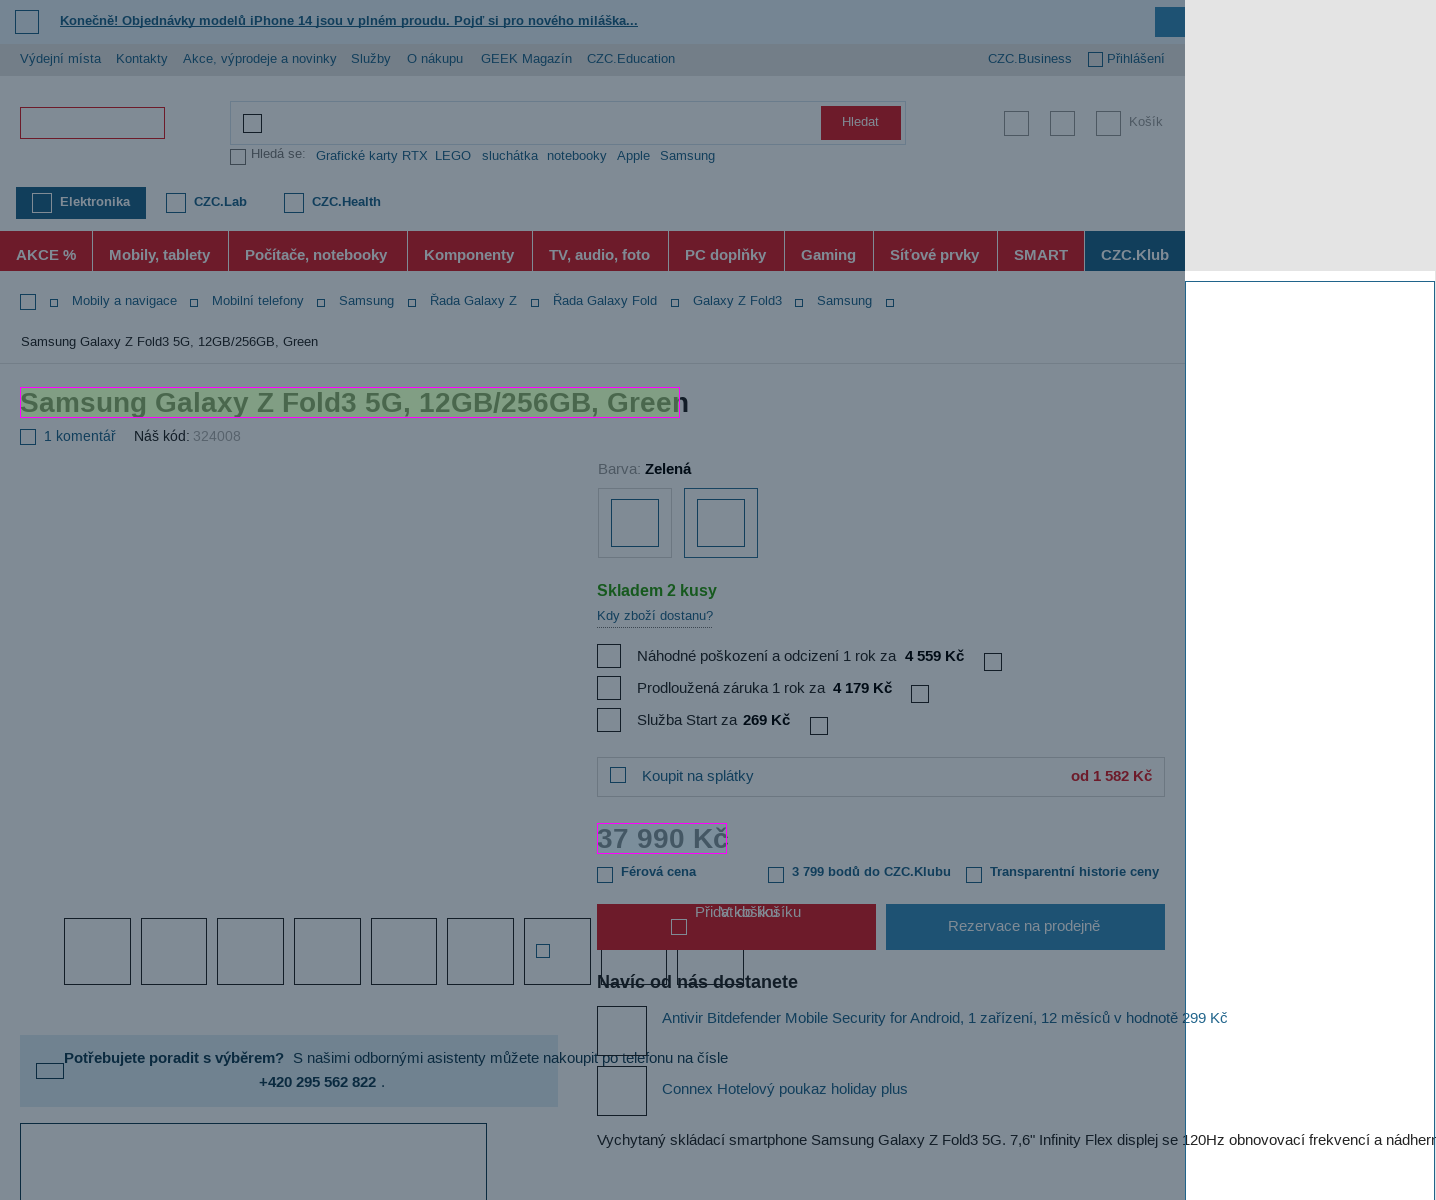 Konečně! Objednávky modelů iPhone 14 jsou v plném proudu. Pojď si pro nového miláška...
Výdejní místa Kontakty Akce, výprodeje a novinky Služby O nákupu GEEK Magazín CZC.Education CZC.Business Přihlášení
Hledat Košík
Hledá se: Grafické karty RTX LEGO sluchátka notebooky Apple Samsung
Elektronika CZC.Lab CZC.Health
AKCE % Mobily, tablety Počítače, notebooky Komponenty TV, audio, foto PC doplňky Gaming Síťové prvky SMART CZC.Klub
Mobily a navigace Mobilní telefony Samsung Řada Galaxy Z Řada Galaxy Fold Galaxy Z Fold3 Samsung
Samsung Galaxy Z Fold3 5G, 12GB/256GB, Green
Samsung Galaxy Z Fold3 5G, 12GB/256GB, Green
1 komentář Náš kód: 324008
Barva: Zelená
Skladem 2 kusy
Kdy zboží dostanu?
Náhodné poškození a odcizení 1 rok za 4 559 Kč
Prodloužená záruka 1 rok za 4 179 Kč
Služba Start za 269 Kč
Koupit na splátky od 1 582 Kč
37 990 Kč
Férová cena 3 799 bodů do CZC.Klubu Transparentní historie ceny
Přidat do košíku
V košíku
Rezervace na prodejně
Navíc od nás dostanete
Antivir Bitdefender Mobile Security for Android, 1 zařízení, 12 měsíců v hodnotě 299 Kč
Potřebujete poradit s výběrem? S našimi odbornými asistenty můžete nakoupit po telefonu na čísle
+420 295 562 822 .
Connex Hotelový poukaz holiday plus
Vychytaný skládací smartphone Samsung Galaxy Z Fold3 5G. 7,6" Infinity Flex displej se 120Hz obnovovací frekvencí a